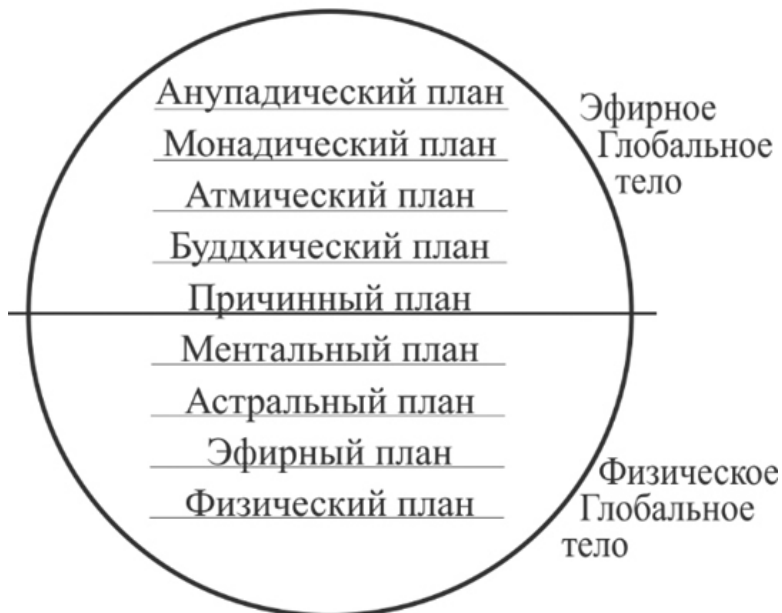 Анупадический план
Монадический план
Атмический план
Буддхический план
Причинный план
Ментальный план
Астральный план
Эфирный план
Физический план
Эфирное
Глобальное
тело
Физическое
Глобальное
тело